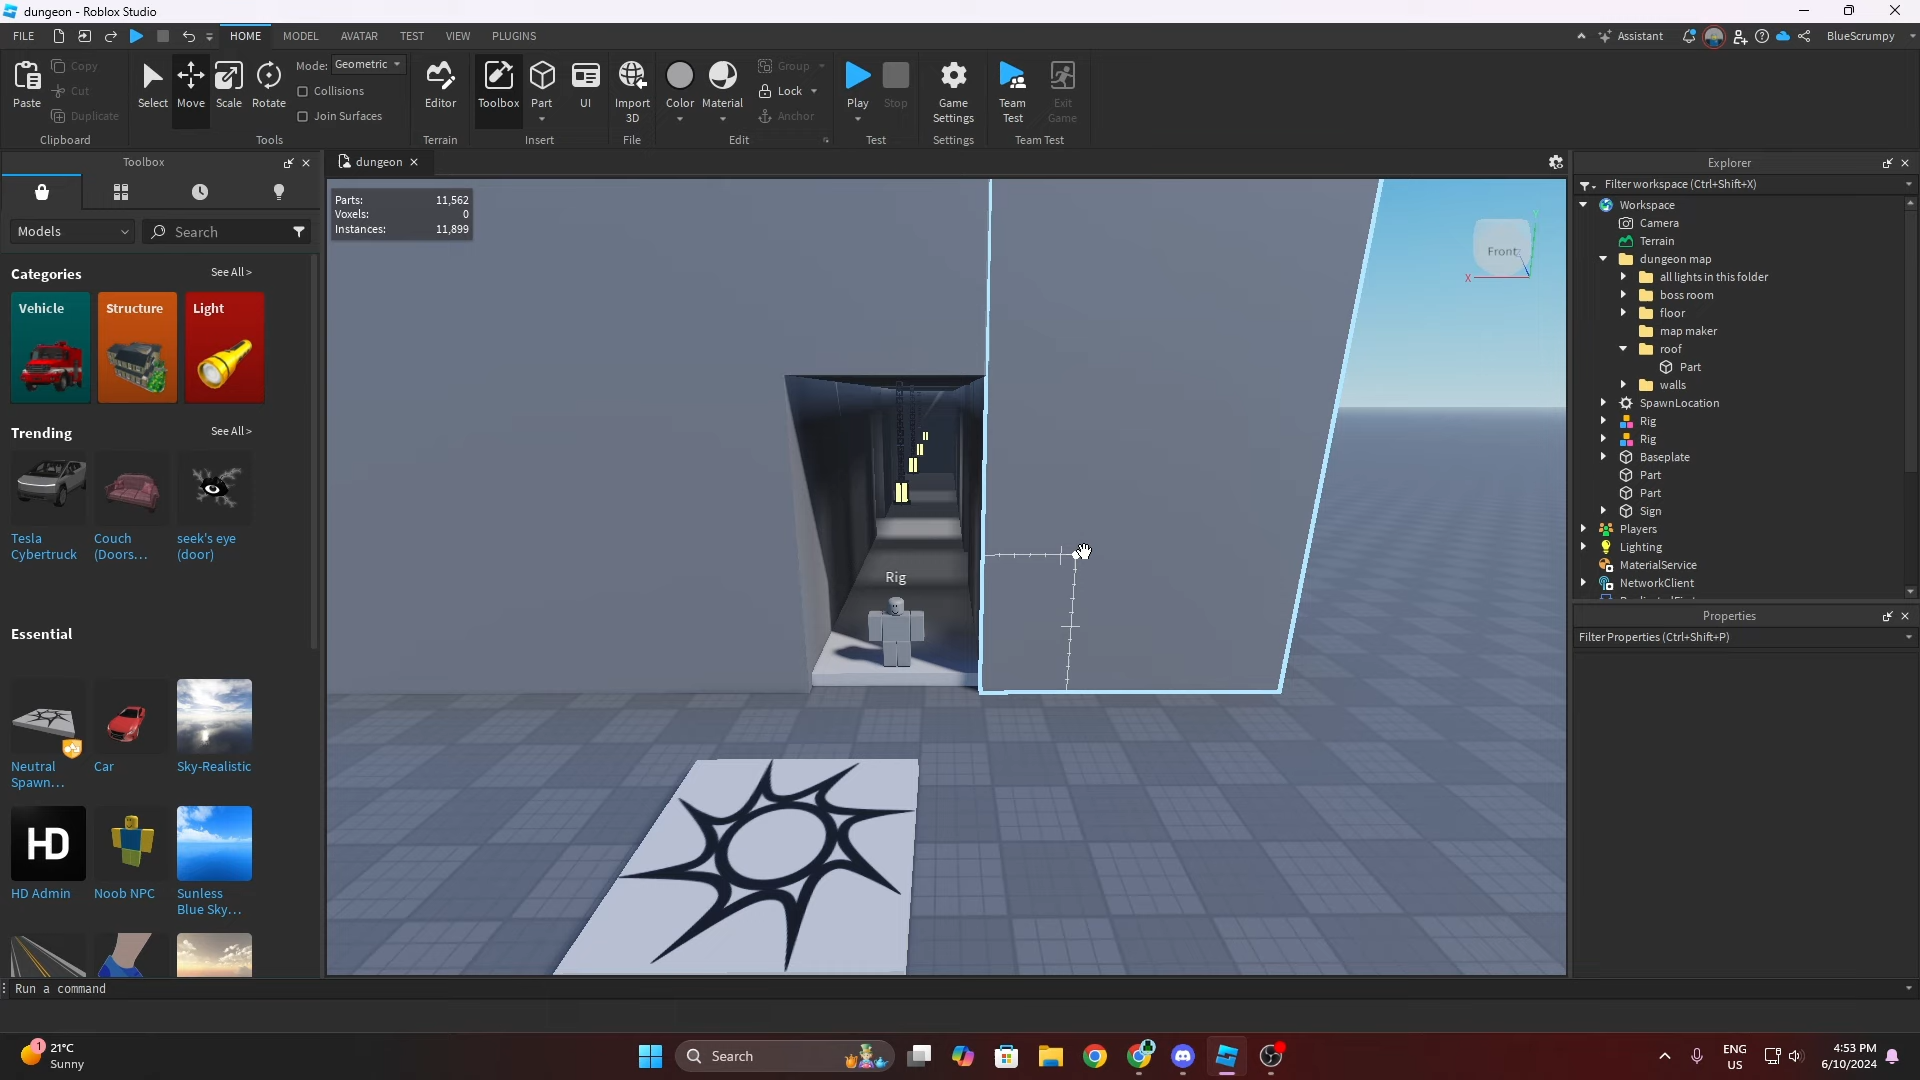 dungeon - Roblox Studio
FILE HOME MODEL AVATAR TEST VIEW PLUGINS Assistant BlueScrumpy
Paste Copy Cut Duplicate Clipboard
Select Move Scale Rotate Mode: Geometric Collisions Join Surfaces Tools
Editor Terrain
Toolbox Part UI Insert
Import 3D File
Color Material Group Lock Anchor Edit
Play Stop Test
Game Settings Settings
Team Test Exit Game Team Test
Toolbox
Models Search
Categories See All >
Vehicle Structure Light
Trending See All >
Tesla Cybertruck
Couch (Doors...
seek's eye (door)
Essential
Neutral Spawn...
Car
Sky-Realistic
HD
HD Admin
Noob NPC
Sunless Blue Sky...
dungeon
Parts: 11,562
Voxels: 0
Instances: 11,899
Front
X
Y
Rig
Explorer
Filter workspace (Ctrl+Shift+X)
Workspace
Camera
Terrain
dungeon map
all lights in this folder
boss room
floor
map maker
roof
Part
walls
SpawnLocation
Rig
Rig
Baseplate
Part
Part
Sign
Players
Lighting
MaterialService
NetworkClient
Properties
Filter Properties (Ctrl+Shift+P)
Run a command
1
21°C
Sunny
Search
ENG
US
4:53 PM
6/10/2024